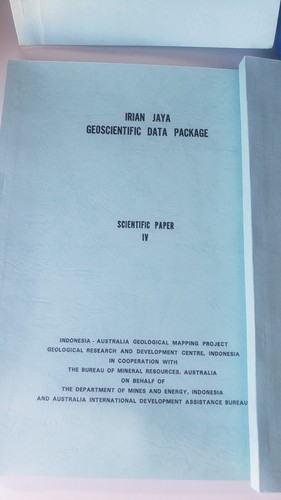 IRIAN JAYA
GEOSCIENTIFIC DATA PACKAGE
SCIENTIFIC PAPER
IV
INDONESIA - AUSTRALIA GEOLOGICAL MAPPING PROJECT
GEOLOGICAL RESEARCH AND DEVELOPMENT CENTRE, INDONESIA
IN COOPERATION WITH
THE BUREAU OF MINERAL RESOURCES, AUSTRALIA
ON BEHALF OF
THE DEPARTMENT OF MINES AND ENERGY, INDONESIA
AND AUSTRALIA INTERNATIONAL DEVELOPMENT ASSISTANCE BUREAU